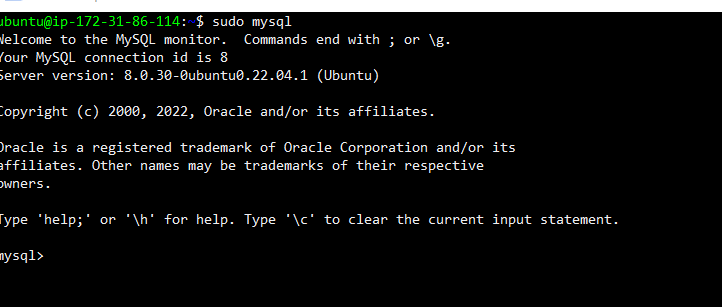 ubuntu@ip-172-31-86-114:~$ sudo mysql
Welcome to the MySQL monitor.  Commands end with ; or \g.
Your MySQL connection id is 8
Server version: 8.0.30-0ubuntu0.22.04.1 (Ubuntu)
Copyright (c) 2000, 2022, Oracle and/or its affiliates.
Oracle is a registered trademark of Oracle Corporation and/or its
affiliates. Other names may be trademarks of their respective
owners.
Type 'help;' or '\h' for help. Type '\c' to clear the current input statement.
mysql>